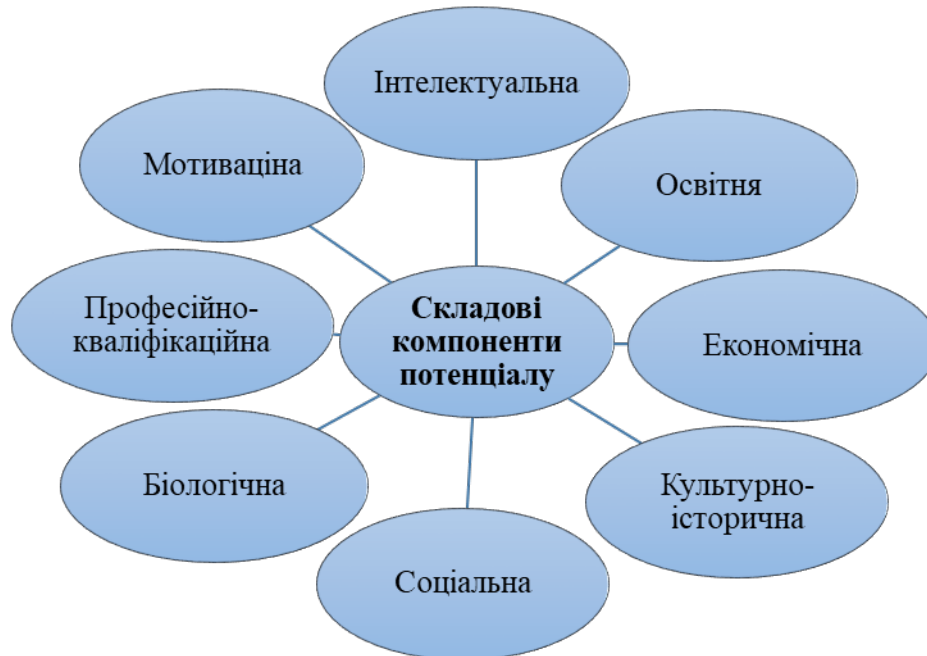 Інтелектуальна
Мотиваціна
Освітня
Професійно-
кваліфікаційна
Складові
компоненти
потенціалу
Економічна
Біологічна
Культурно-
історична
Соціальна